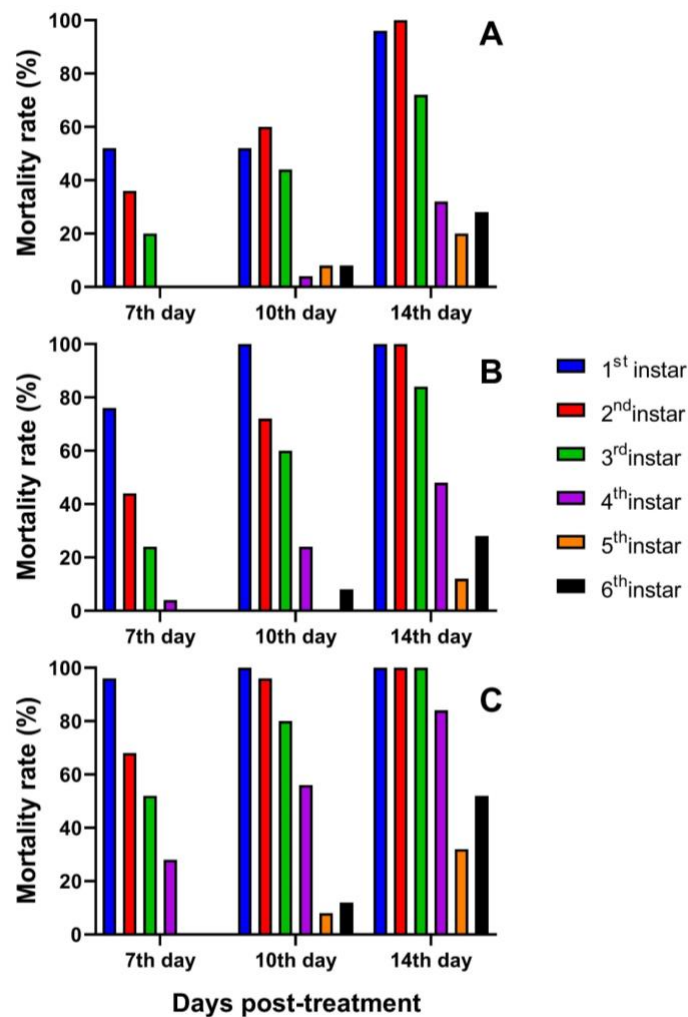 100
80
60
40
20
0
Mortality rate (%)
A
7th day 10th day 14th day
100
80
60
40
20
0
Mortality rate (%)
B
7th day 10th day 14th day
1st instar
2nd instar
3rd instar
4th instar
5th instar
6th instar
100
80
60
40
20
0
Mortality rate (%)
C
7th day 10th day 14th day
Days post-treatment